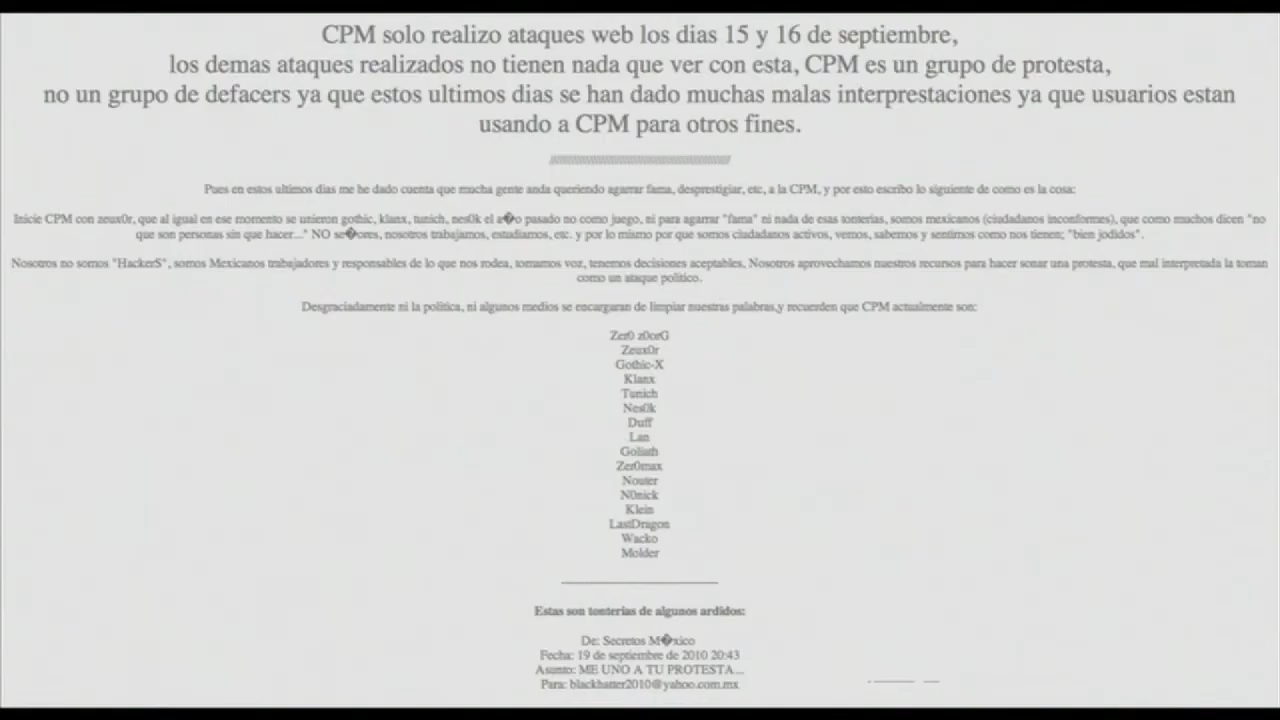 CPM solo realizo ataques web los dias 15 y 16 de septiembre,
los demas ataques realizados no tienen nada que ver con esta, CPM es un grupo de protesta,
no un grupo de defacers ya que estos ultimos dias se han dado muchas malas interprestaciones ya que usuarios estan
usando a CPM para otros fines.
Pues en estos ultimos dias me he dado cuenta que mucha gente anda queriendo agarrar fama, desprestigiar, etc, a la CPM, y por esto escribo lo siguiente de como es la cosa:
Inicie CPM con zeux0r, que al igual en ese momento se unieron gothic, klanx, tunich, nes0k el a�o pasado no como juego, ni para agarrar "fama" ni nada de esas tonterias, somos mexicanos (ciudadanos inconformes), que como muchos dicen "no
que son personas sin que hacer..." NO se�ores, nosotros trabajamos, estudiamos, etc. y por lo mismo por que somos ciudadanos activos, vemos, sabemos y sentimos como nos tienen; "bien jodidos".
Nosotros no somos "HackerS", somos Mexicanos trabajadores y responsables de lo que nos rodea, tomamos voz, tenemos decisiones aceptables, Nosotros aprovechamos nuestros recursos para hacer sonar una protesta, que mal interpretada la toman
como un ataque politico.
Desgraciadamente ni la politica, ni algunos medios se encargaran de limpiar nuestras palabras,y recuerden que CPM actualmente son:
Zer0 z0orG
Zeux0r
Gothic-X
Klanx
Tunich
Nes0k
Duff
Lan
Goliath
Zer0max
Nouter
N0nick
Klein
LastDragon
Wacko
Molder
Estas son tonterias de algunos ardidos:
De: Secretos M�xico
Fecha: 19 de septiembre de 2010 20:43
Asunto: ME UNO A TU PROTESTA...
Para: blackhatter2010@yahoo.com.mx